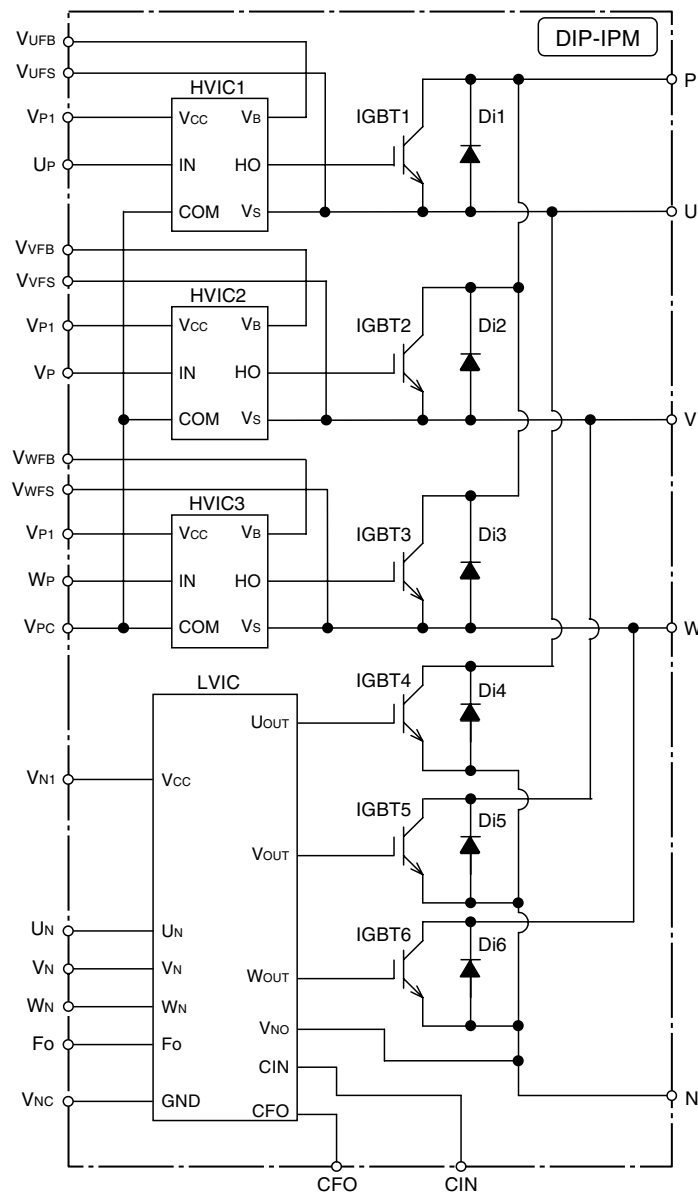 DIP-IPM
VUFB
VUFS
HVIC1
VP1
VCC
VB
IGBT1
Di1
P
UP
IN
HO
COM
VS
U
VVFB
VVFS
HVIC2
VP1
VCC
VB
IGBT2
Di2
VP
IN
HO
COM
VS
V
VWFB
VWFS
HVIC3
VP1
VCC
VB
IGBT3
Di3
WP
IN
HO
VPC
COM
VS
W
LVIC
IGBT4
Di4
UOUT
VN1
VCC
IGBT5
Di5
VOUT
UN
UN
IGBT6
Di6
VN
VN
WOUT
WN
WN
VNO
Fo
Fo
CIN
VNC
GND
CFO
N
CFO
CIN